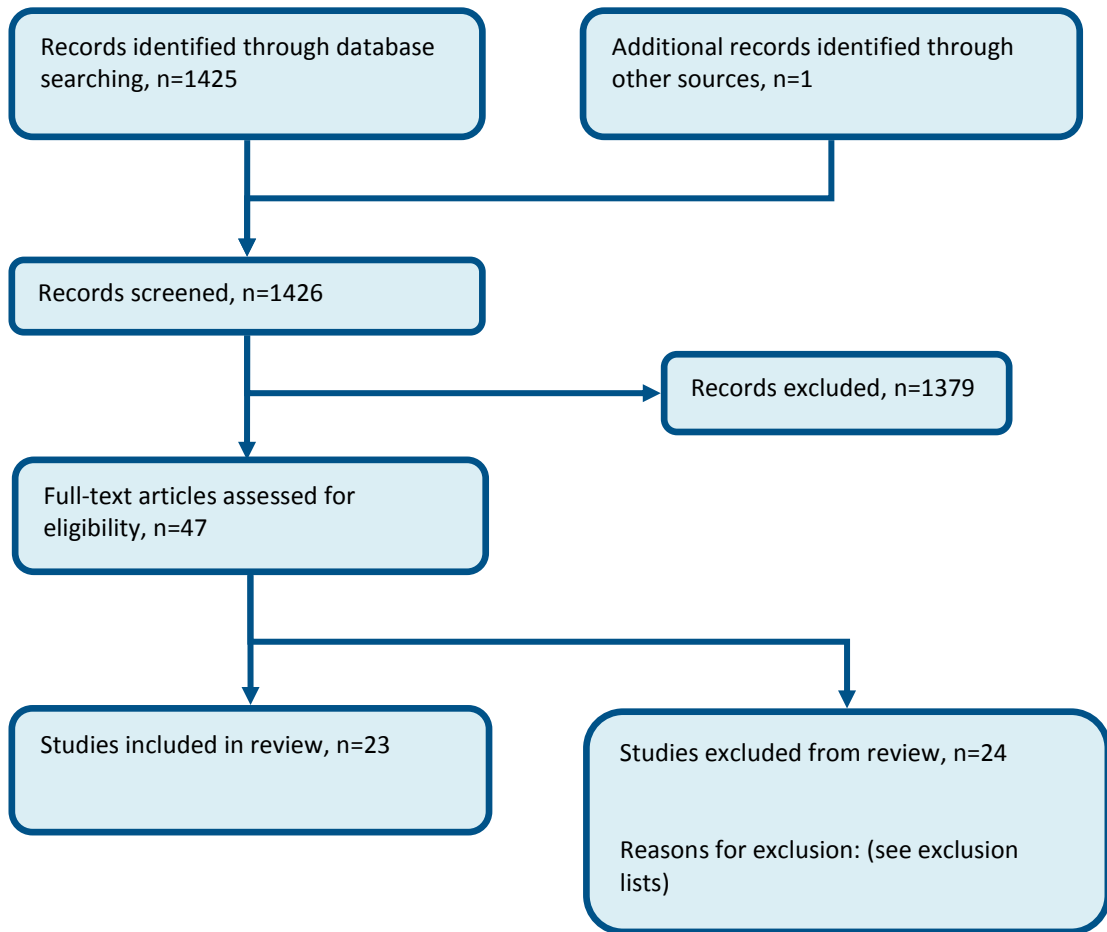 Records identified through database
searching, n=1425
Additional records identified through
other sources, n=1
Records screened, n=1426
Records excluded, n=1379
Full-text articles assessed for
eligibility, n=47
Studies included in review, n=23
Studies excluded from review, n=24
Reasons for exclusion: (see exclusion
lists)